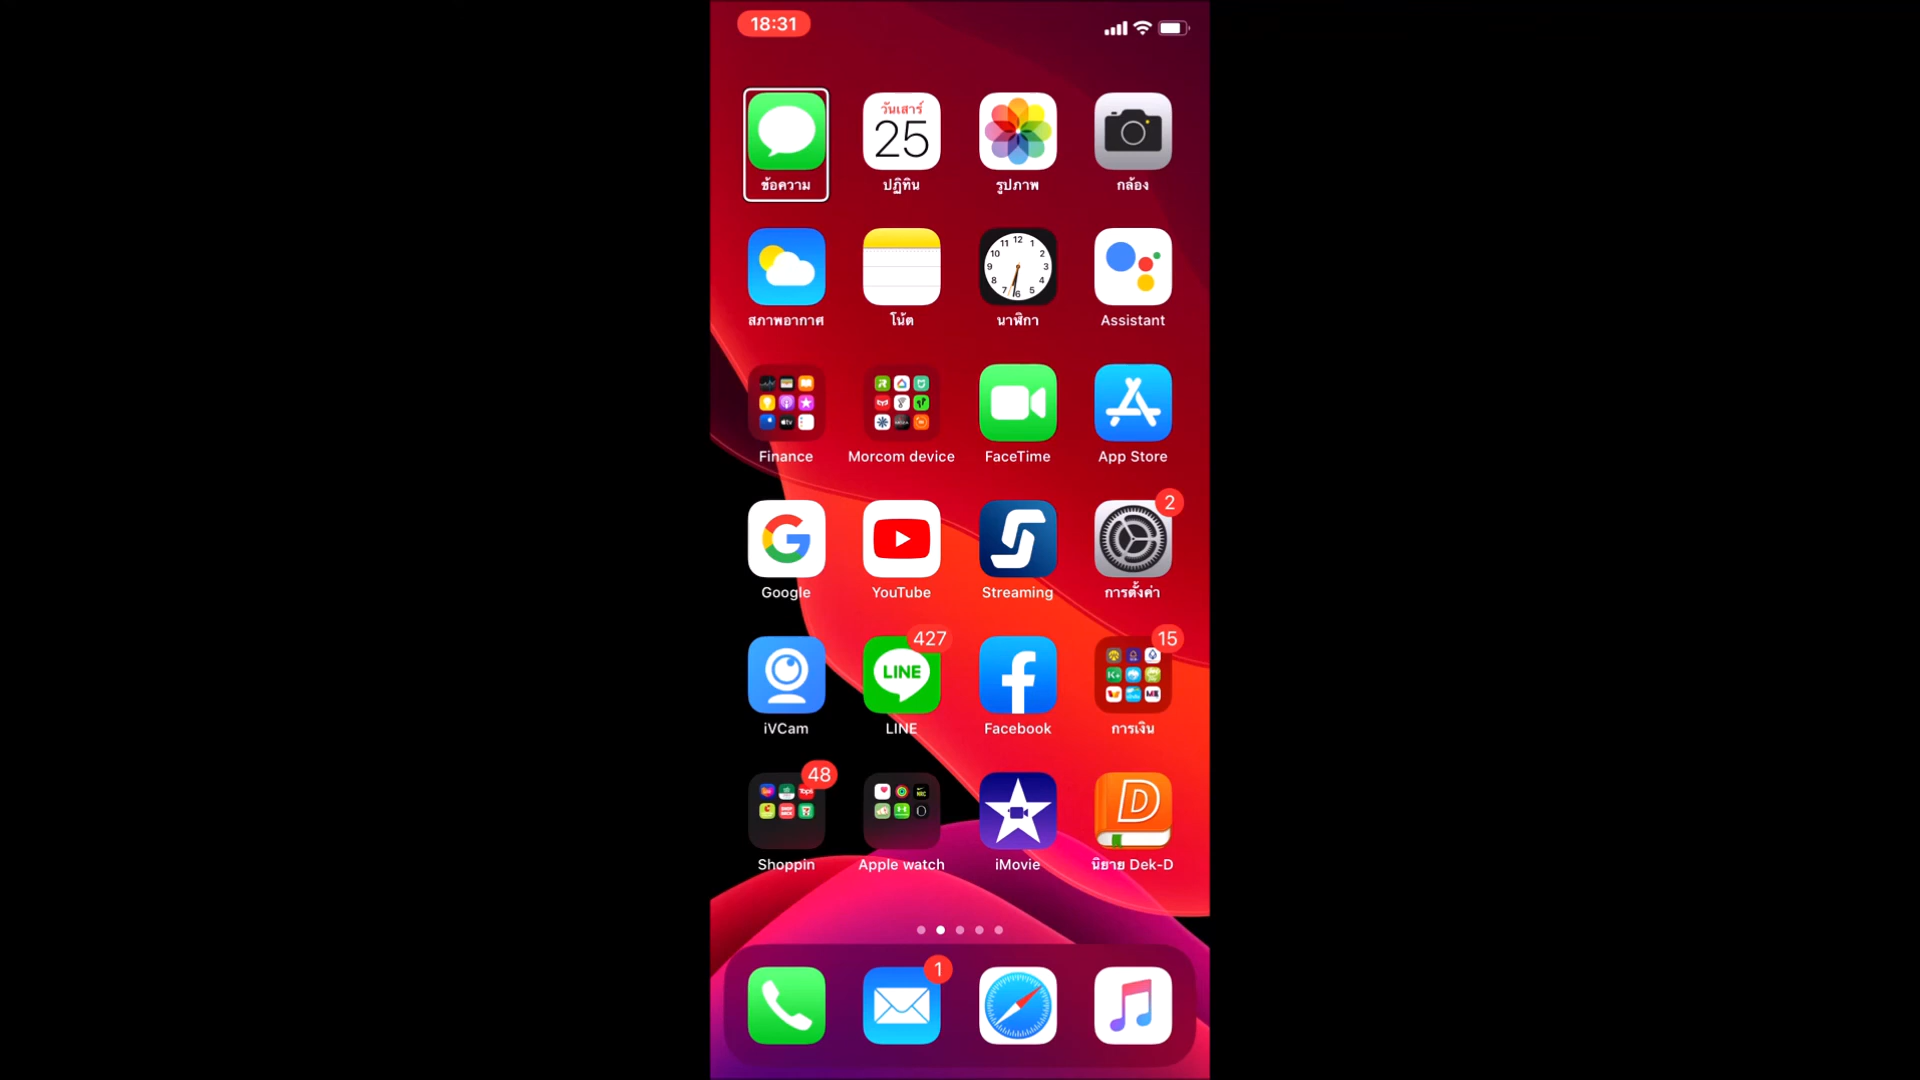 18:31
วันเสาร์
25
ข้อความ
ปฏิทิน
รูปภาพ
กล้อง
สภาพอากาศ
โน้ต
นาฬิกา
Assistant
Finance
Morcom device
FaceTime
App Store
2
Google
YouTube
Streaming
การตั้งค่า
427
15
LINE
iVCam
LINE
Facebook
การเงิน
48
D
Shoppin
Apple watch
iMovie
นิยาย Dek-D
1